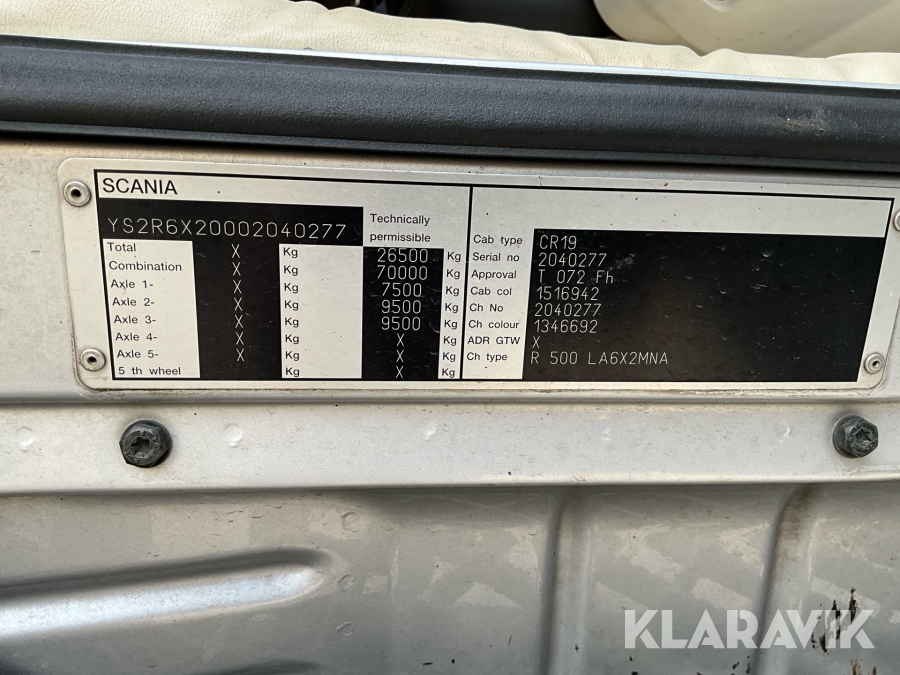 SCANIA
YS2R6X20002040277
Technically
permissible
Total X Kg 26500 Kg
Combination X Kg 70000 Kg
Axle 1- X Kg 7500 Kg
Axle 2- X Kg 9500 Kg
Axle 3- X Kg 9500 Kg
Axle 4- X Kg X Kg
Axle 5- X Kg X Kg
5 th wheel Kg X Kg
Cab type CR19
Serial no 2040277
Approval T 072 Fh
Cab col 1516942
Ch No 2040277
Ch colour 1346692
ADR GTW X
Ch type R 500 LA6X2MNA
KLARAVIK